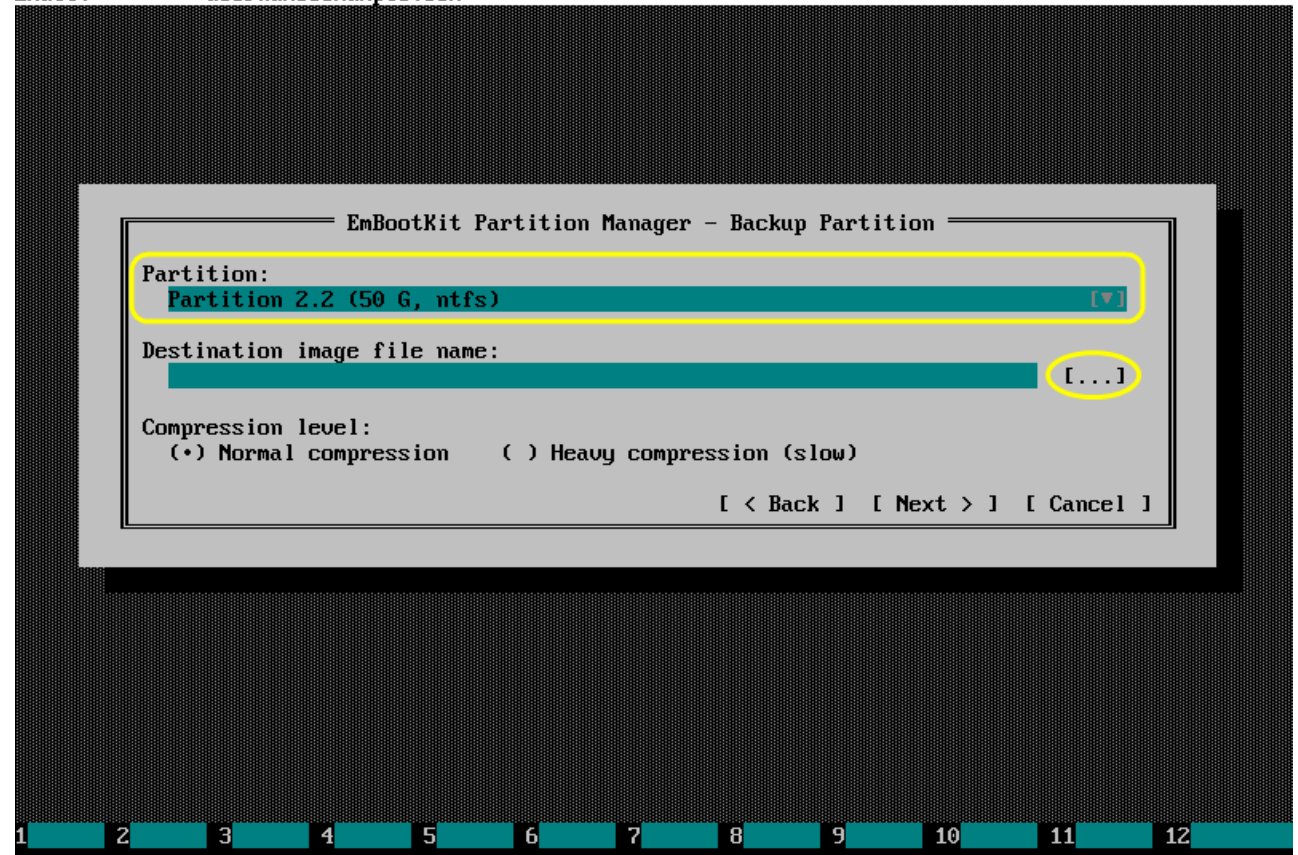 EmBootKit Partition Manager - Backup Partition
Partition:
Partition 2.2 (50 G, ntfs) [▼]
Destination image file name:
[...]
Compression level:
(•) Normal compression ( ) Heavy compression (slow)
[ < Back ] [ Next > ] [ Cancel ]
1 2 3 4 5 6 7 8 9 10 11 12